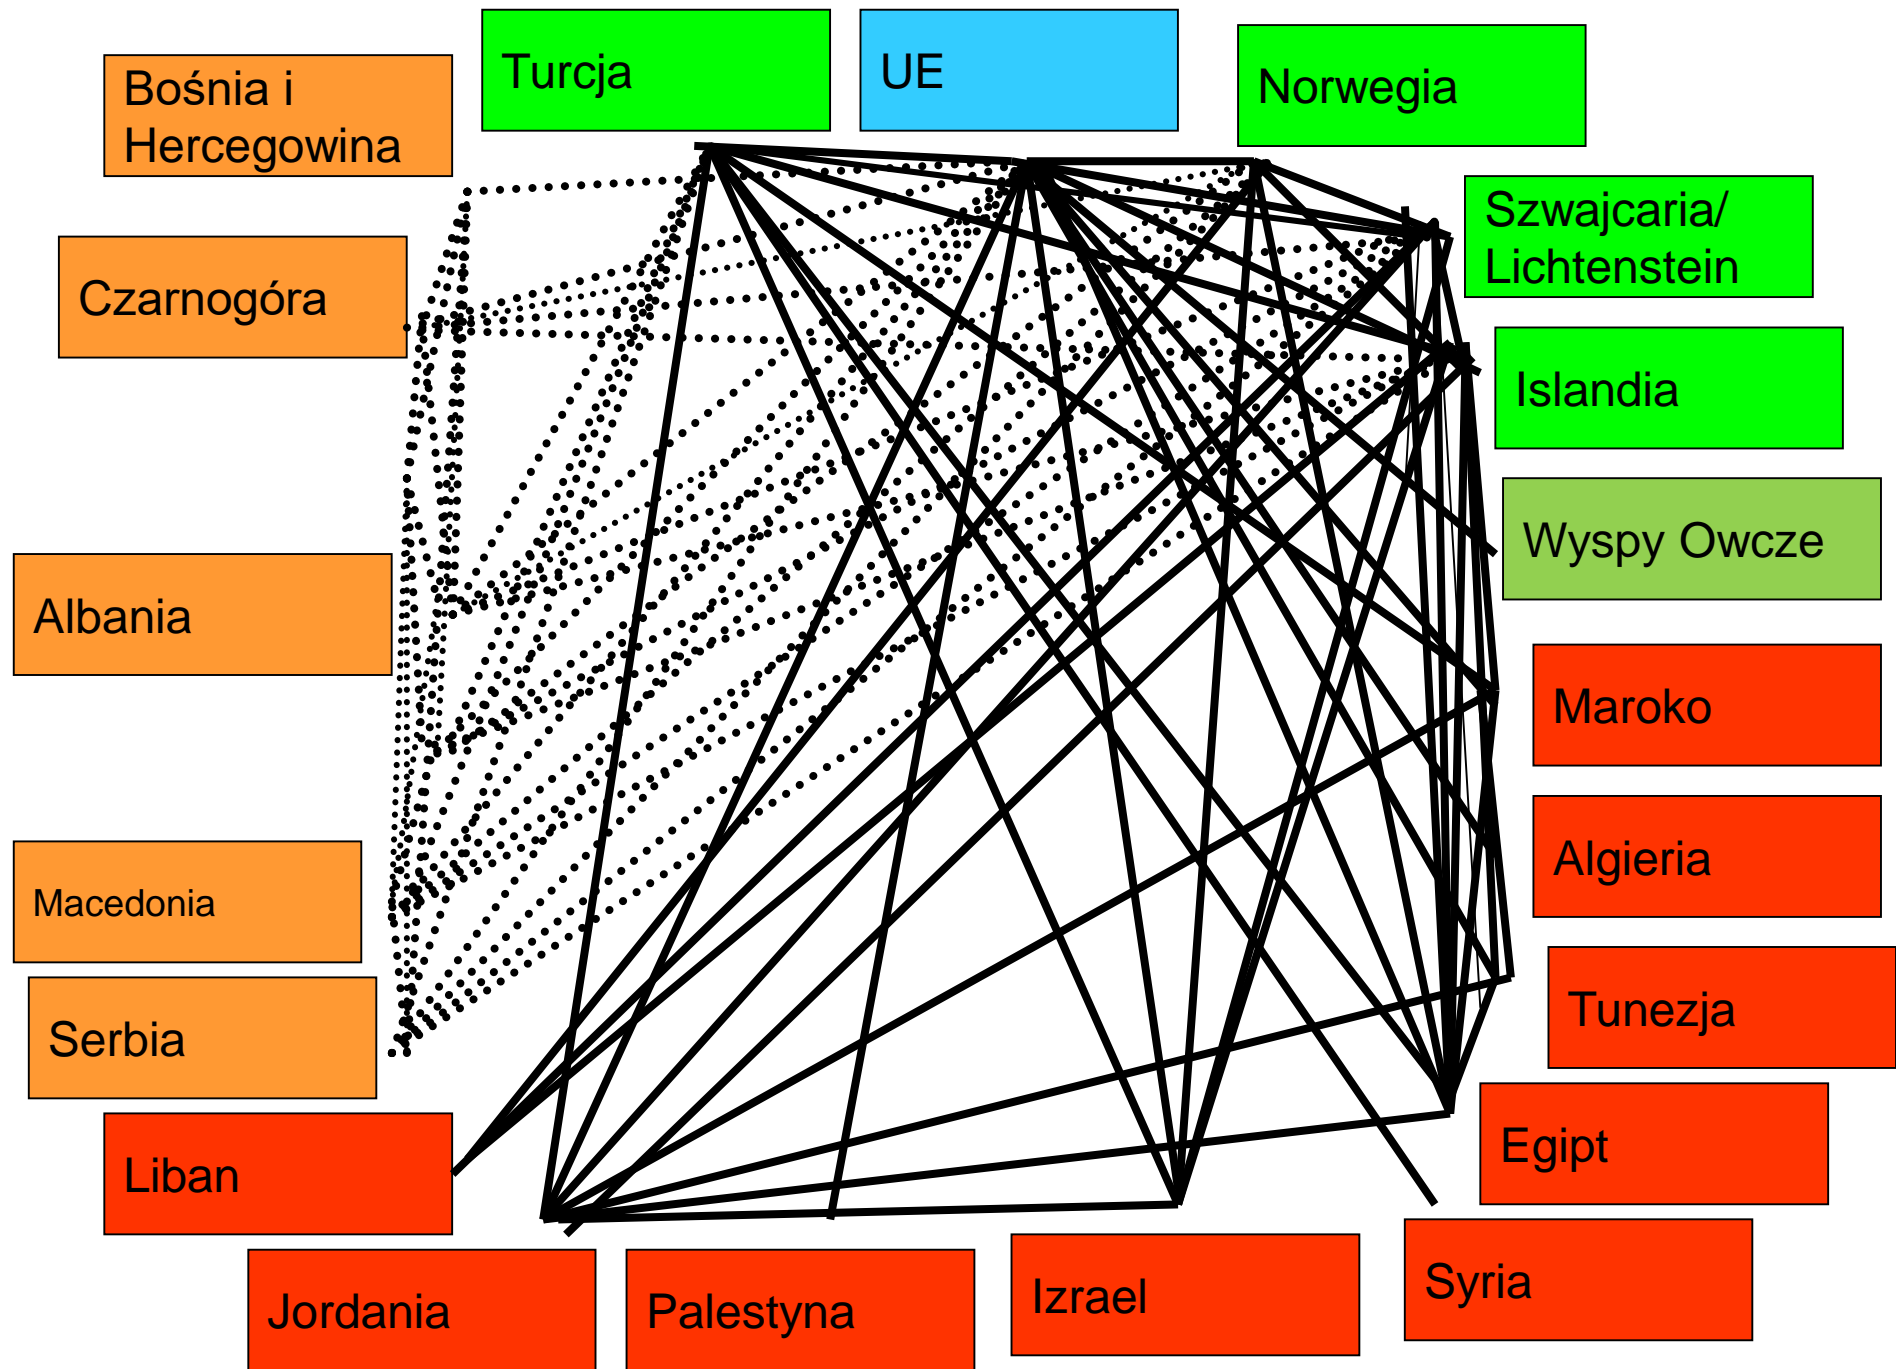 Turcja
UE
Norwegia
Bośnia i
Hercegowina
Szwajcaria/
Lichtenstein
Czarnogóra
Islandia
Wyspy Owcze
Albania
Maroko
Algieria
Macedonia
Tunezja
Serbia
Egipt
Liban
Syria
Izrael
Jordania
Palestyna